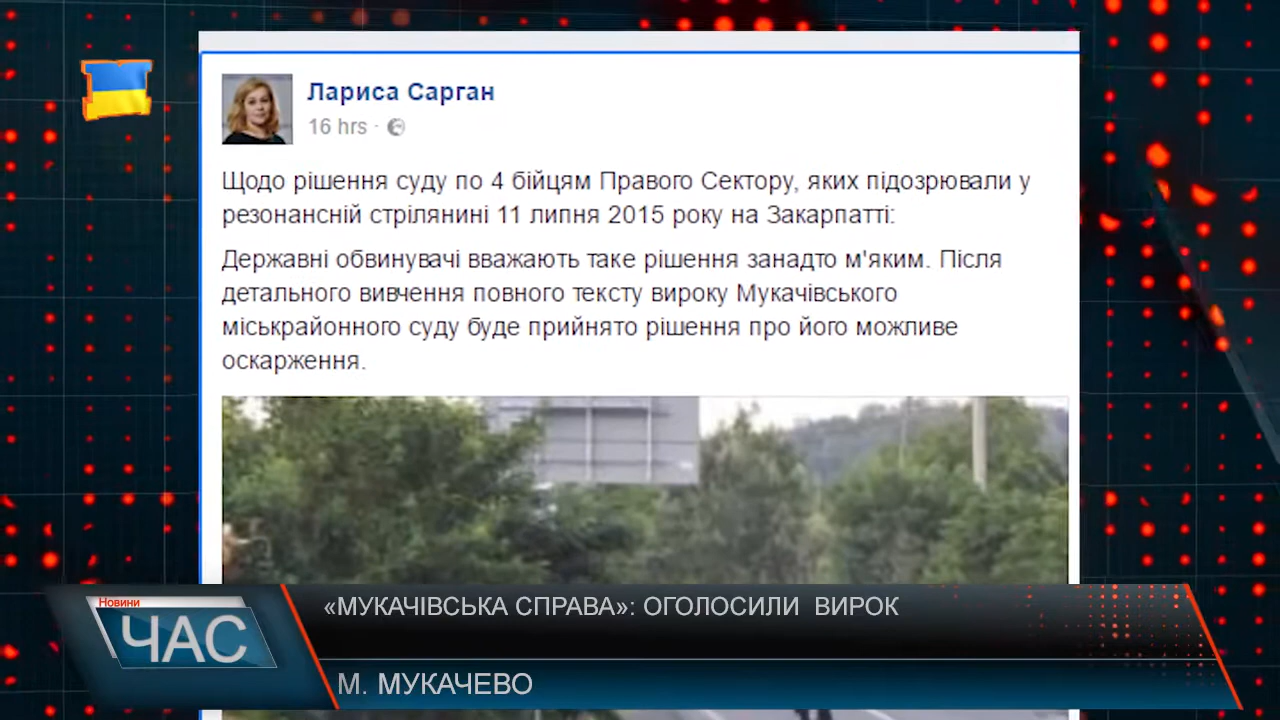 Лариса Сарган
16 hrs ·
Щодо рішення суду по 4 бійцям Правого Сектору, яких підозрювали у
резонансній стрілянині 11 липня 2015 року на Закарпатті:
Державні обвинувачі вважають таке рішення занадто м'яким. Після
детального вивчення повного тексту вироку Мукачівського
міськрайонного суду буде прийнято рішення про його можливе
оскарження.
Новини
ЧАС
«МУКАЧІВСЬКА СПРАВА»: ОГОЛОСИЛИ ВИРОК
М. МУКАЧЕВО